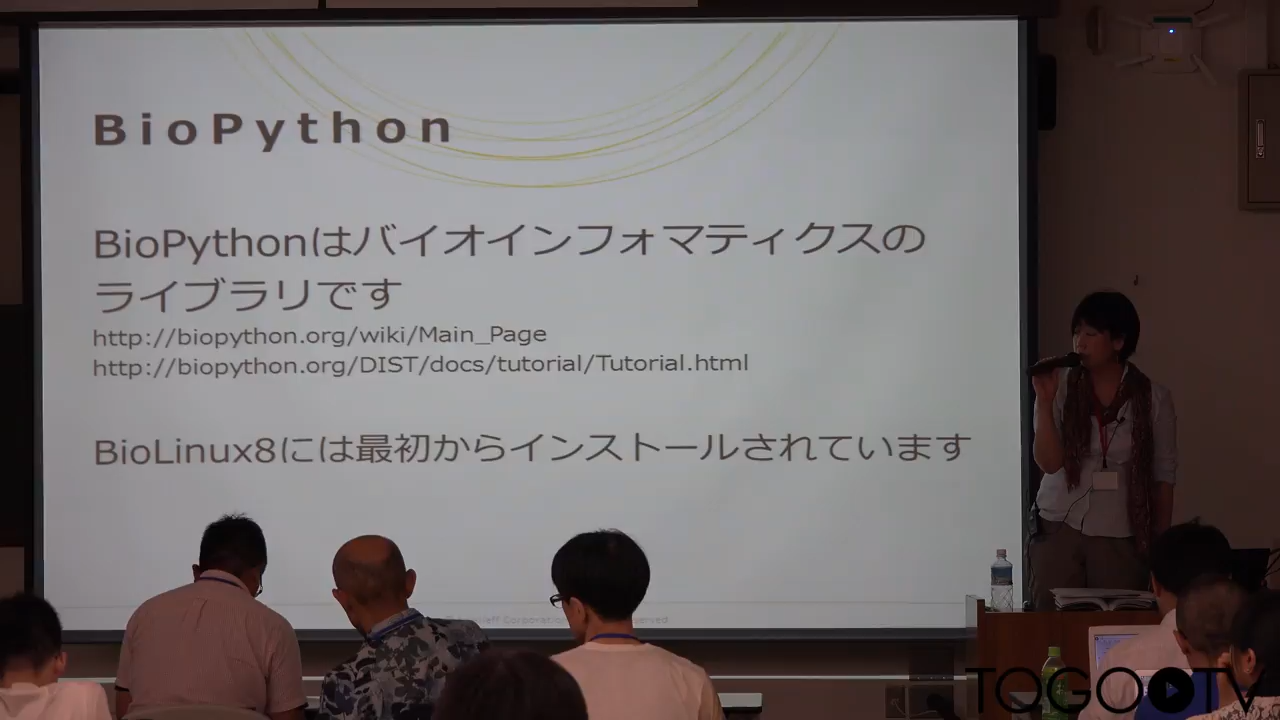 BioPython
BioPythonはバイオインフォマティクスの
ライブラリです
http://biopython.org/wiki/Main_Page
http://biopython.org/DIST/docs/tutorial/Tutorial.html
BioLinux8には最初からインストールされています
TOGOTV